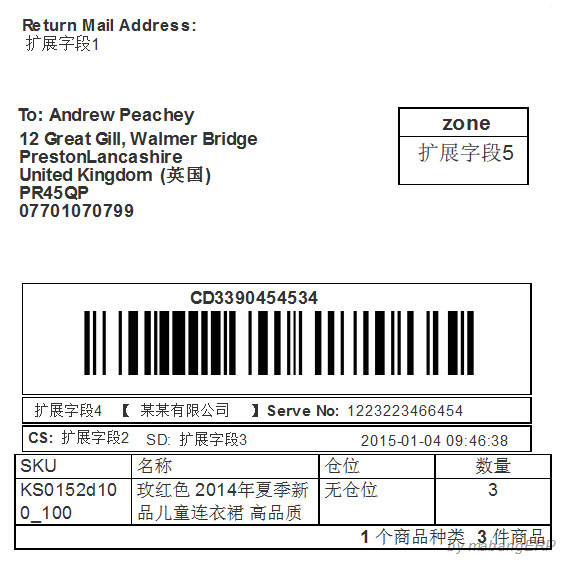 Return Mail Address:
扩展字段1
To: Andrew Peachey
12 Great Gill, Walmer Bridge
PrestonLancashire
United Kingdom (英国)
PR45QP
07701070799
zone
扩展字段5
CD3390454534
扩展字段4 【 某某有限公司 】 Serve No: 1223223466454
CS: 扩展字段2 SD: 扩展字段3 2015-01-04 09:46:38
SKU 名称 仓位 数量
KS0152d10 玫红色 2014年夏季新 无仓位 3
0_100 品儿童连衣裙 高品质
1 个商品种类 3 件商品
by mabangERP